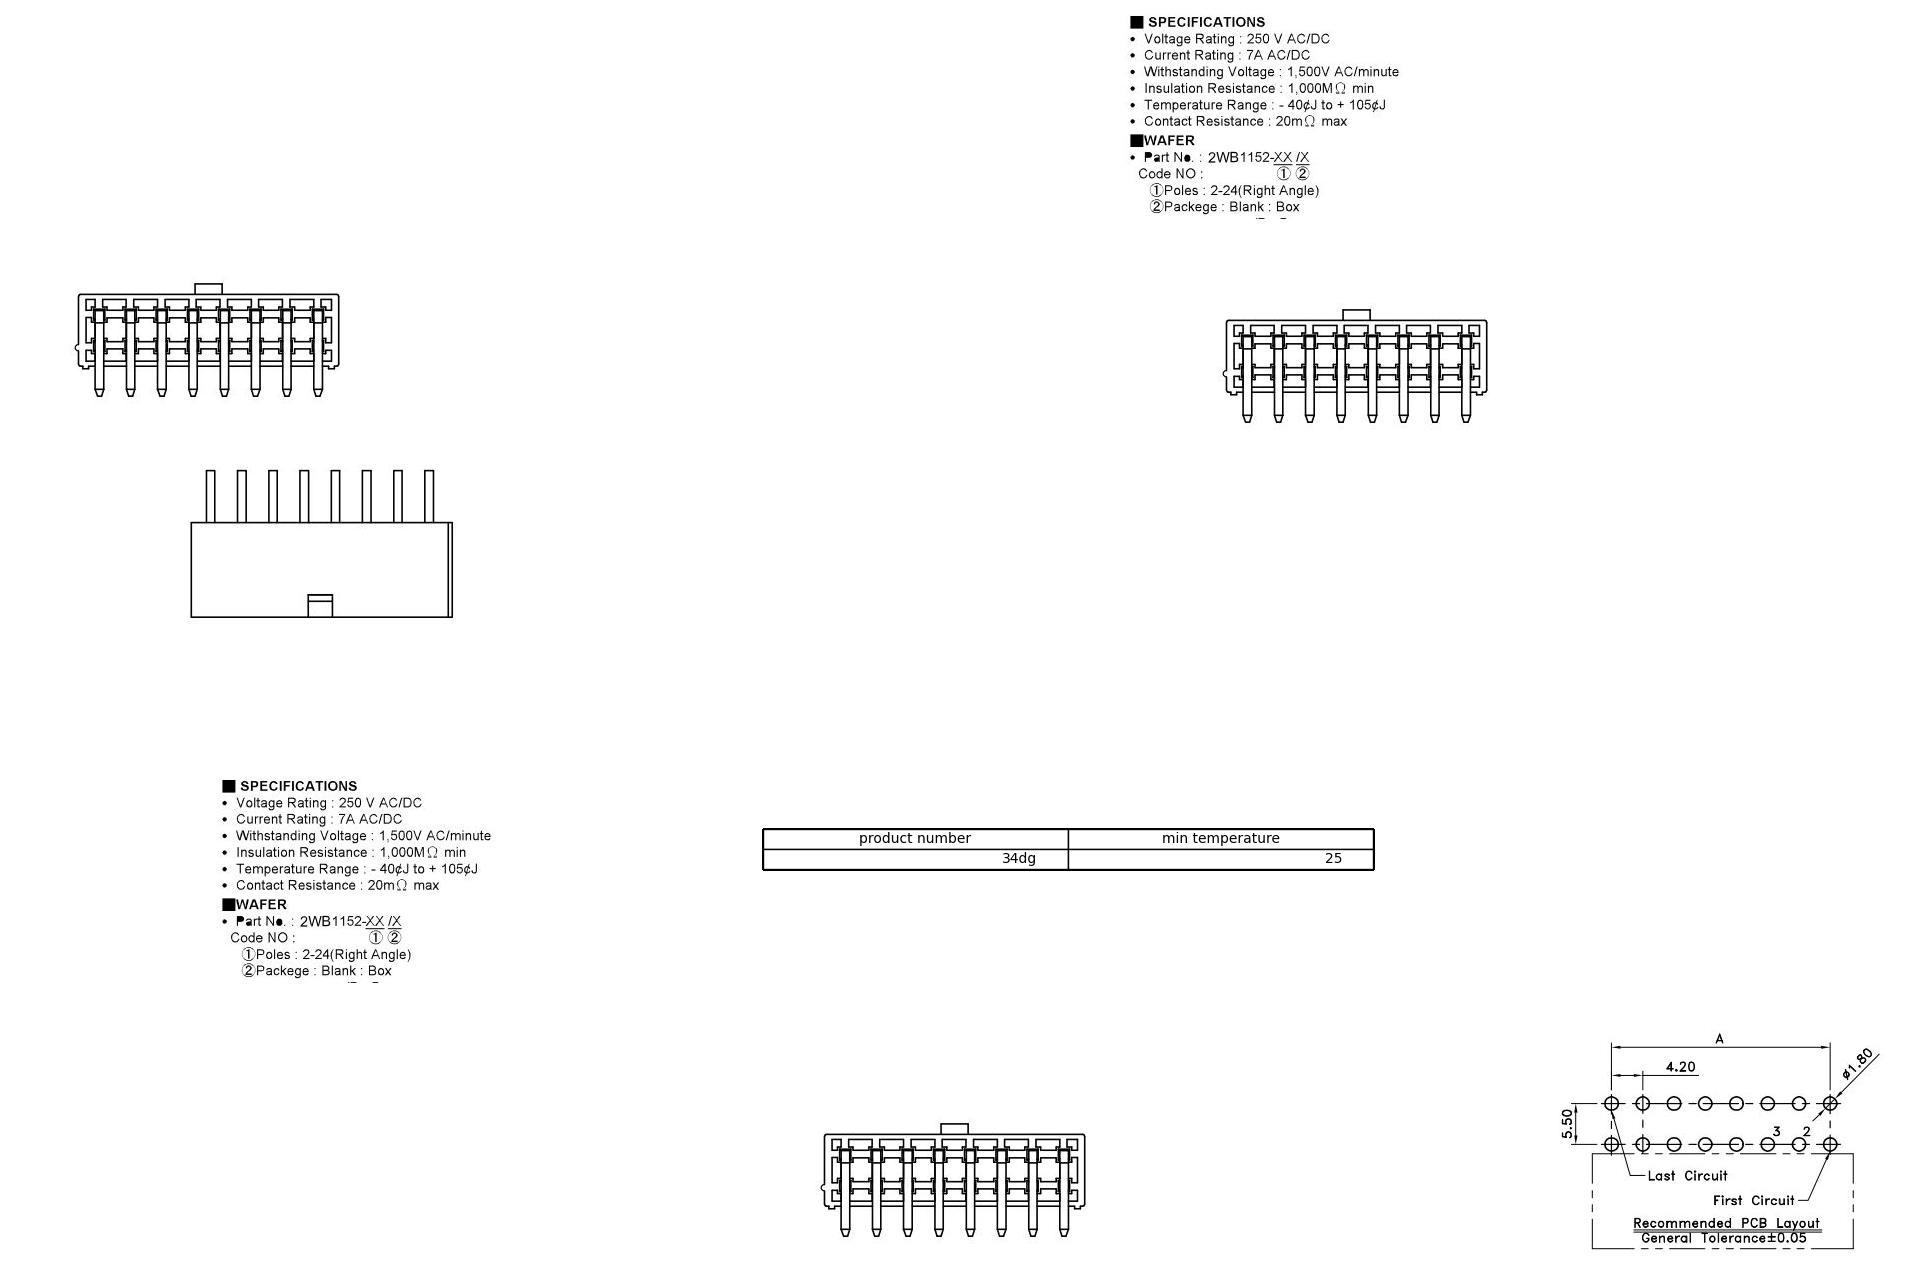 ■ SPECIFICATIONS
• Voltage Rating : 250 V AC/DC
• Current Rating : 7A AC/DC
• Withstanding Voltage : 1,500V AC/minute
• Insulation Resistance : 1,000MΩ min
• Temperature Range : - 40¢J to + 105¢J
• Contact Resistance : 20mΩ max
■WAFER
• Part No. : 2WB1152-XX /X
Code NO : ① ②
①Poles : 2-24(Right Angle)
②Packege : Blank : Box
■ SPECIFICATIONS
• Voltage Rating : 250 V AC/DC
• Current Rating : 7A AC/DC
• Withstanding Voltage : 1,500V AC/minute
• Insulation Resistance : 1,000MΩ min
• Temperature Range : - 40¢J to + 105¢J
• Contact Resistance : 20mΩ max
■WAFER
• Part No. : 2WB1152-XX /X
Code NO : ① ②
①Poles : 2-24(Right Angle)
②Packege : Blank : Box
product number min temperature
34dg 25
A
4.20
ø1.80
5.50
3 2
Last Circuit
First Circuit
Recommended PCB Layout
General Tolerance±0.05